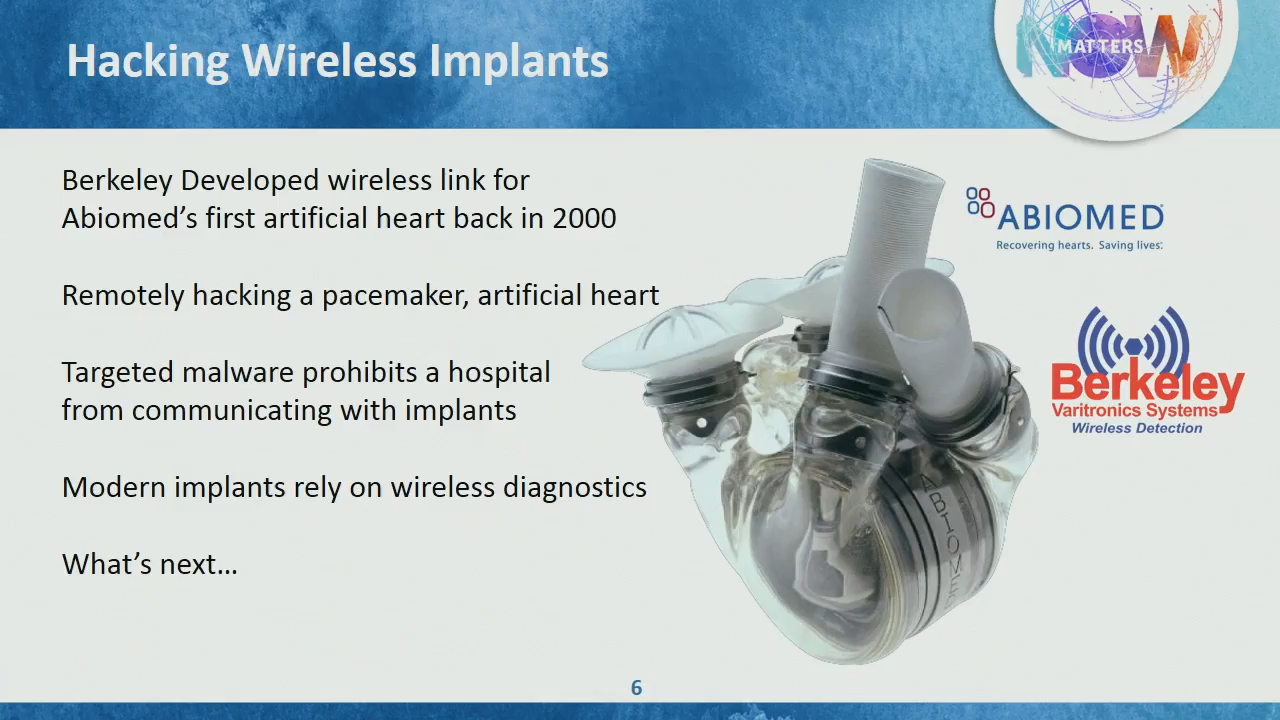 Hacking Wireless Implants
NOW
MATTERS
Berkeley Developed wireless link for
Abiomed's first artificial heart back in 2000
Remotely hacking a pacemaker, artificial heart
Targeted malware prohibits a hospital
from communicating with implants
Modern implants rely on wireless diagnostics
What's next…
ABIOMED
Recovering hearts. Saving lives.
Berkeley
Varitronics Systems
Wireless Detection
ABIOMED
6